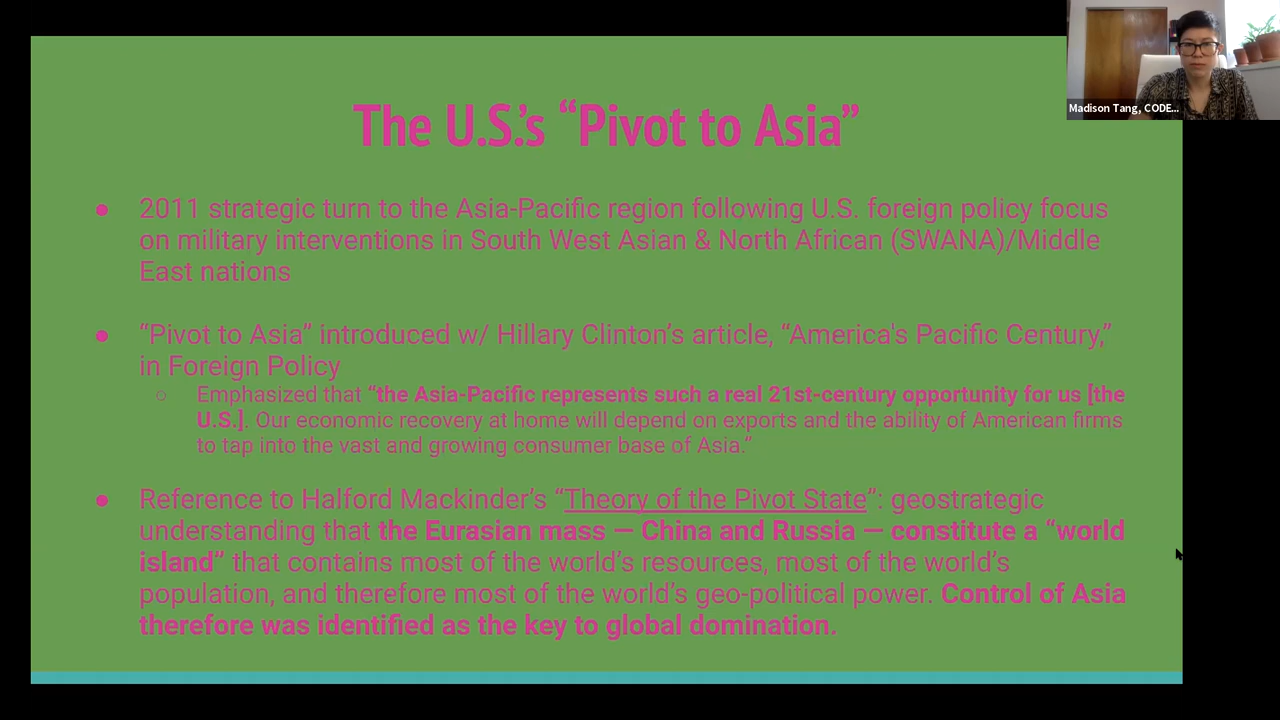 Madison Tang, CODE...
The U.S.'s “Pivot to Asia”
● 2011 strategic turn to the Asia-Pacific region following U.S. foreign policy focus
on military interventions in South West Asian & North African (SWANA)/Middle
East nations
● “Pivot to Asia” introduced w/ Hillary Clinton’s article, “America's Pacific Century,”
in Foreign Policy
○ Emphasized that “the Asia-Pacific represents such a real 21st-century opportunity for us [the
U.S.]. Our economic recovery at home will depend on exports and the ability of American firms
to tap into the vast and growing consumer base of Asia.”
● Reference to Halford Mackinder’s “Theory of the Pivot State”: geostrategic
understanding that the Eurasian mass — China and Russia — constitute a “world
island” that contains most of the world’s resources, most of the world’s
population, and therefore most of the world’s geo-political power. Control of Asia
therefore was identified as the key to global domination.